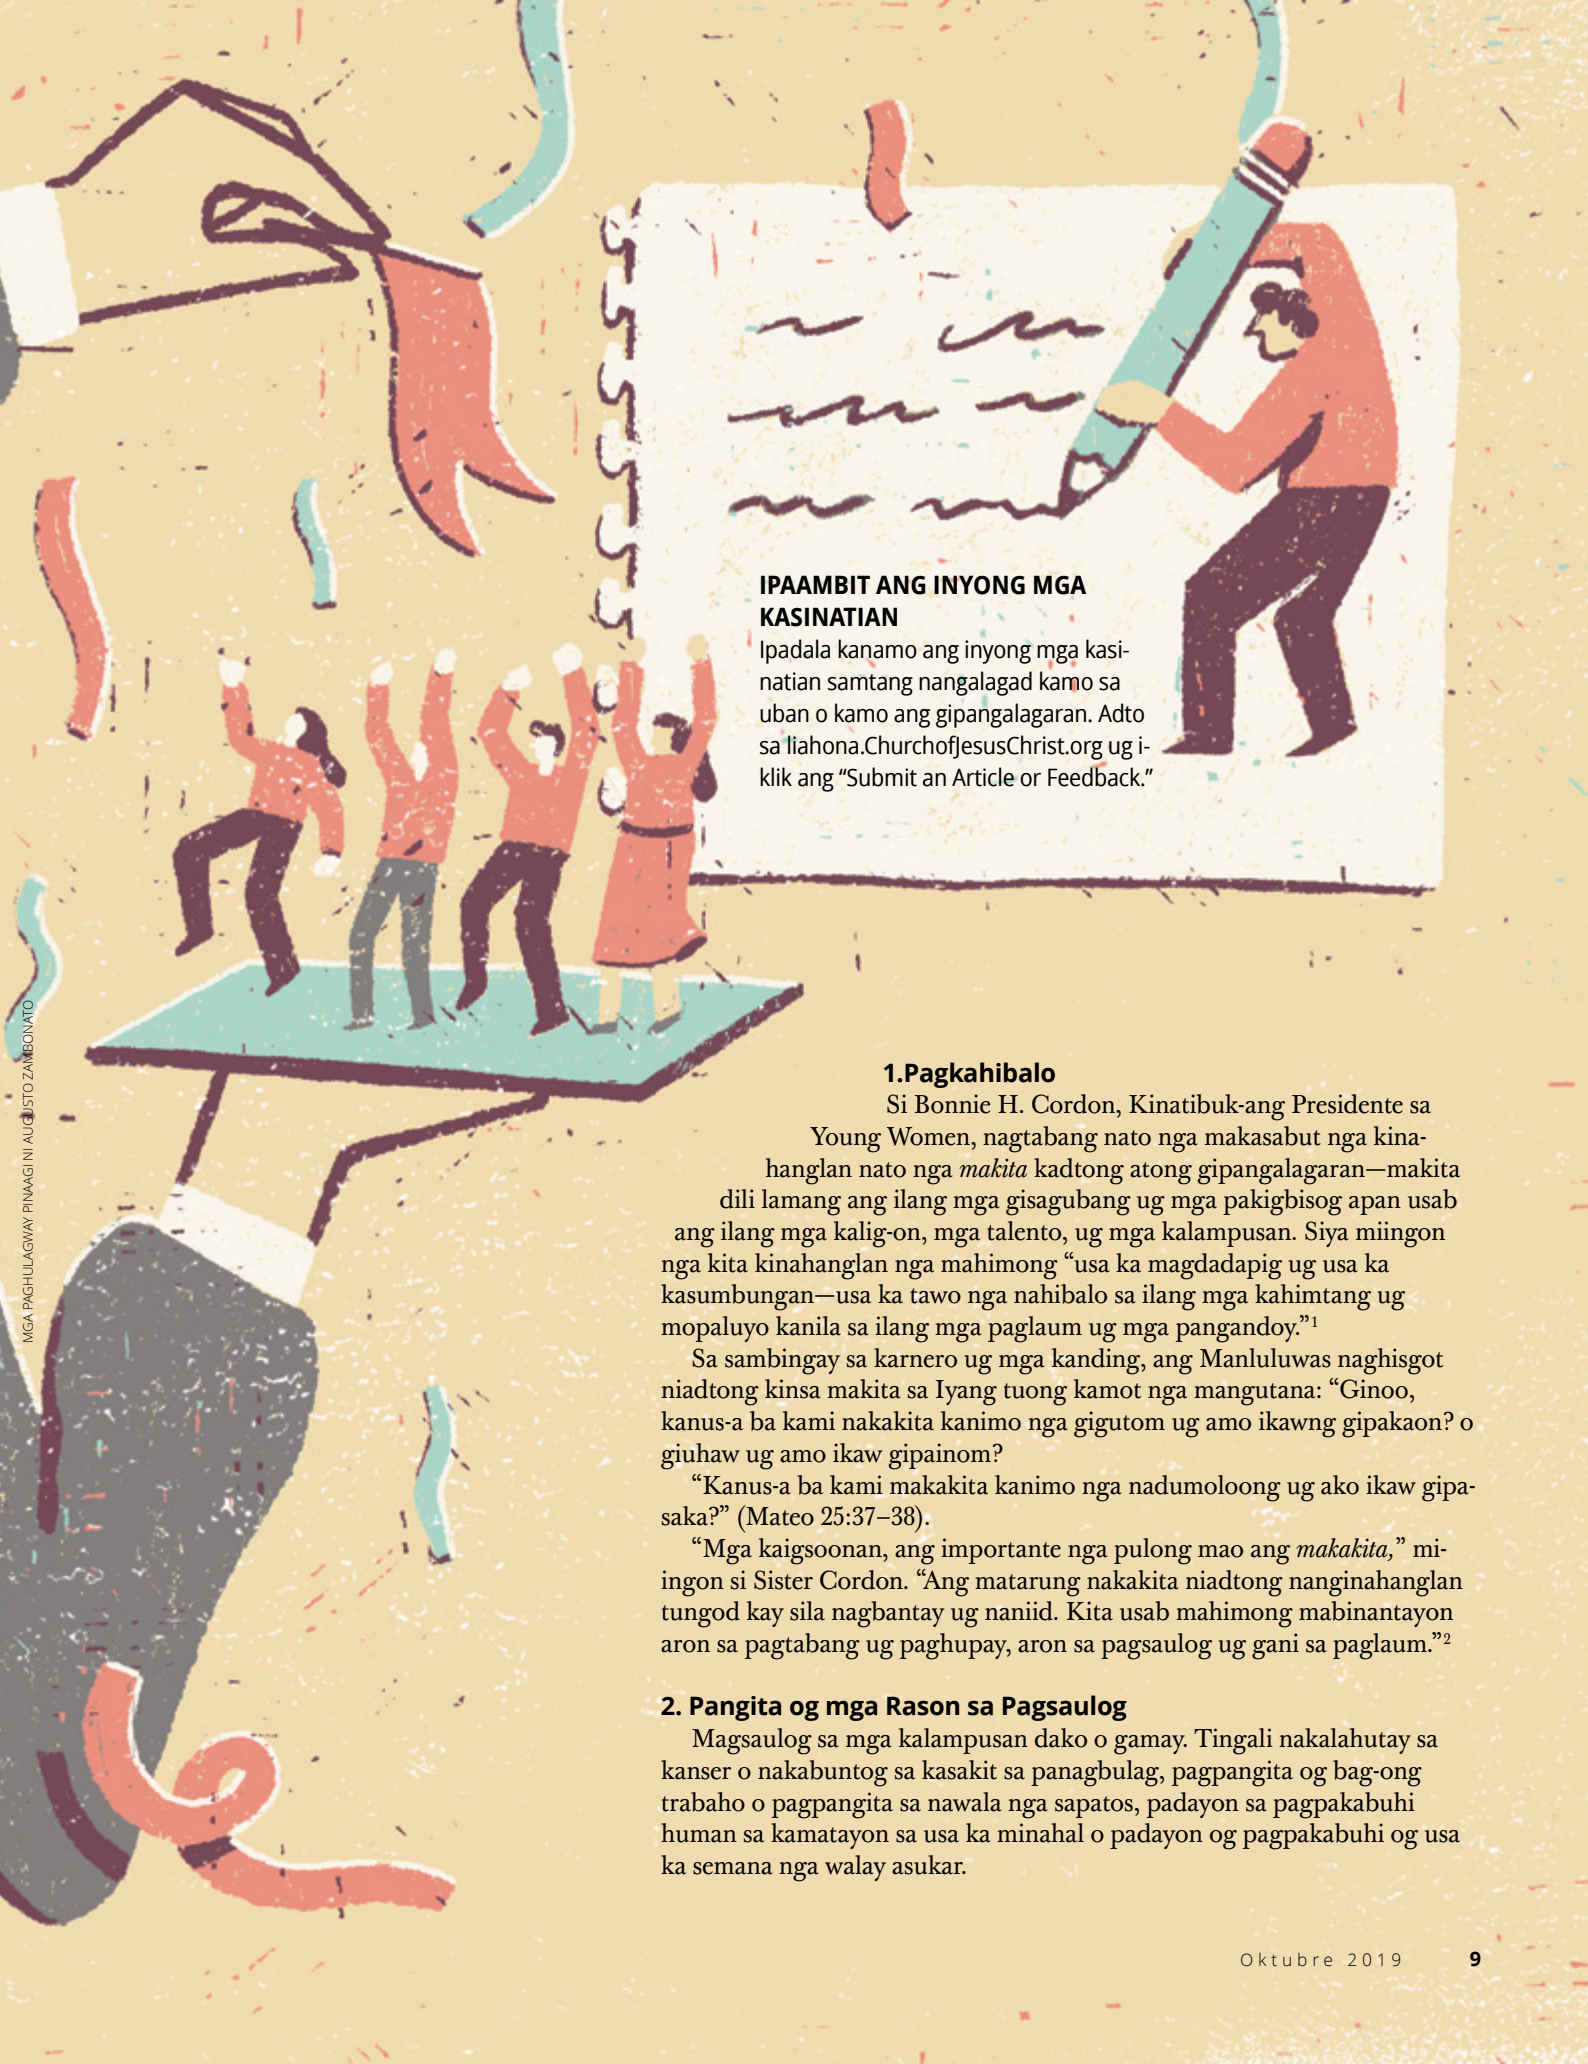 IPAAMBIT ANG INYONG MGA
KASINATIAN
Ipadala kanamo ang inyong mga kasi-
natian samtang nangalagad kamo sa
uban o kamo ang gipangalagaran. Adto
sa liahona.ChurchofJesusChrist.org ug i-
klik ang “Submit an Article or Feedback.”
MGA PAGHULAGWAY PINAAGI NI AUGUSTO ZAMBONATO
1.Pagkahibalo
Si Bonnie H. Cordon, Kinatibuk-ang Presidente sa
Young Women, nagtabang nato nga makasabut nga kina-
hanglan nato nga makita kadtong atong gipangalagaran—makita
dili lamang ang ilang mga gisagubang ug mga pakigbisog apan usab
ang ilang mga kalig-on, mga talento, ug mga kalampusan. Siya miingon
nga kita kinahanglan nga mahimong “usa ka magdadapig ug usa ka
kasumbungan—usa ka tawo nga nahibalo sa ilang mga kahimtang ug
mopaluyo kanila sa ilang mga paglaum ug mga pangandoy.”1
Sa sambingay sa karnero ug mga kanding, ang Manluluwas naghisgot
niadtong kinsa makita sa Iyang tuong kamot nga mangutana: “Ginoo,
kanus-a ba kami nakakita kanimo nga gigutom ug amo ikawng gipakaon? o
giuhaw ug amo ikaw gipainom?
“Kanus-a ba kami makakita kanimo nga nadumoloong ug ako ikaw gipa-
saka?” (Mateo 25:37–38).
“Mga kaigsoonan, ang importante nga pulong mao ang makakita,” mi-
ingon si Sister Cordon. “Ang matarung nakakita niadtong nanginahanglan
tungod kay sila nagbantay ug naniid. Kita usab mahimong mabinantayon
aron sa pagtabang ug paghupay, aron sa pagsaulog ug gani sa paglaum.”2
2. Pangita og mga Rason sa Pagsaulog
Magsaulog sa mga kalampusan dako o gamay. Tingali nakalahutay sa
kanser o nakabuntog sa kasakit sa panagbulag, pagpangita og bag-ong
trabaho o pagpangita sa nawala nga sapatos, padayon sa pagpakabuhi
human sa kamatayon sa usa ka minahal o padayon og pagpakabuhi og usa
ka semana nga walay asukar.
Oktubre 2019 9